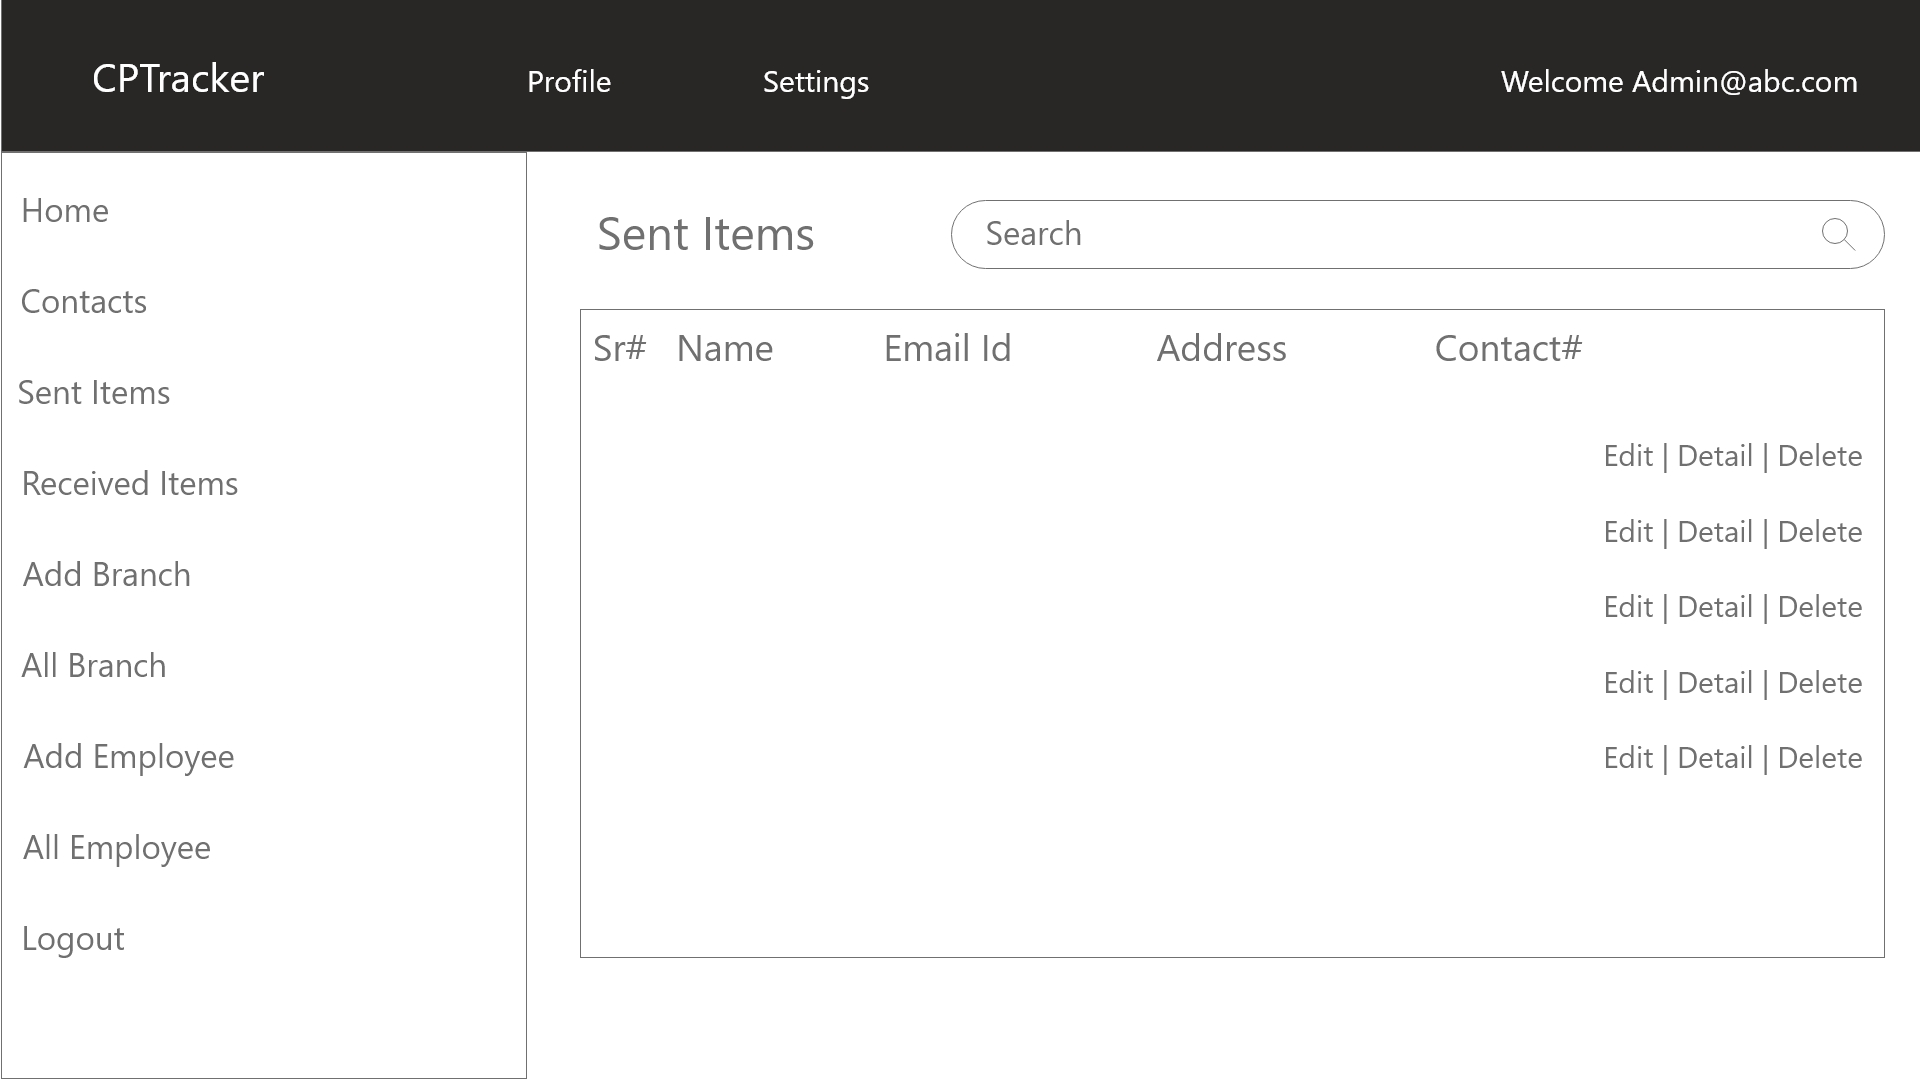 CPTracker Profile Settings Welcome Admin@abc.com
Home
Contacts
Sent Items
Received Items
Add Branch
All Branch
Add Employee
All Employee
Logout
Sent Items
Search
Sr# Name Email Id Address Contact#
Edit | Detail | Delete
Edit | Detail | Delete
Edit | Detail | Delete
Edit | Detail | Delete
Edit | Detail | Delete